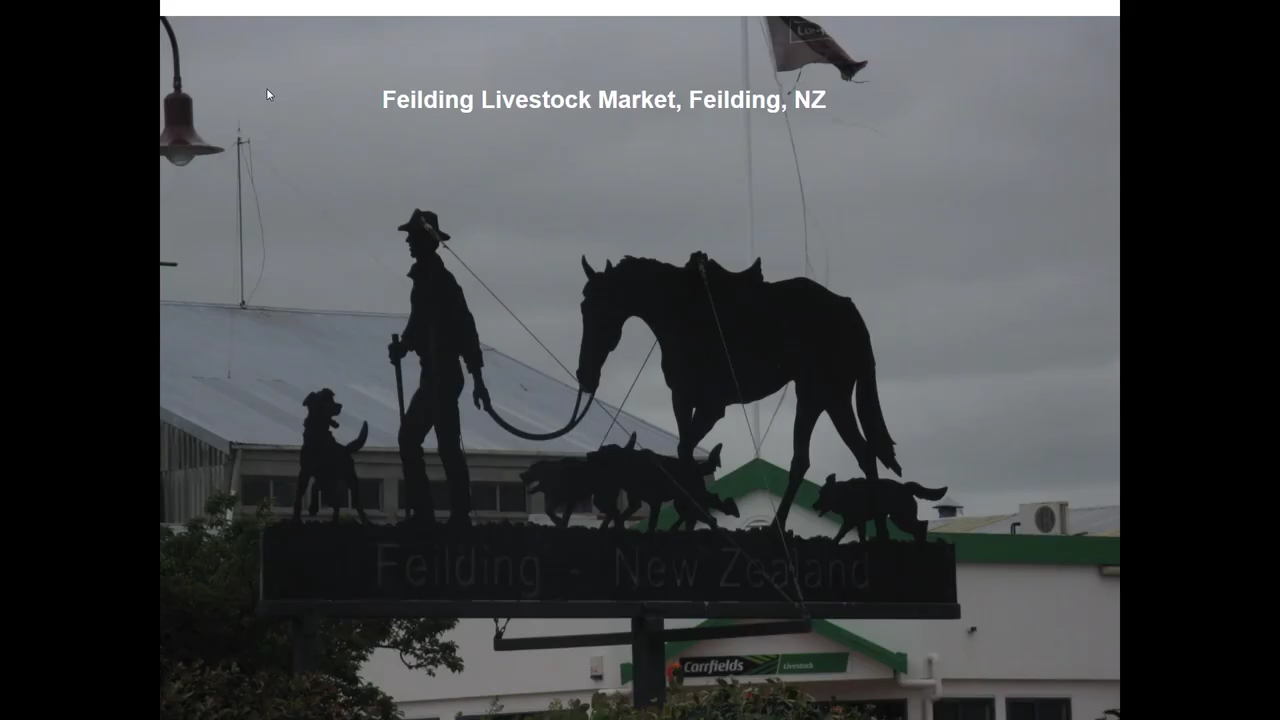 Feilding Livestock Market, Feilding, NZ
Feilding - New Zealand
Carrfields Livestock